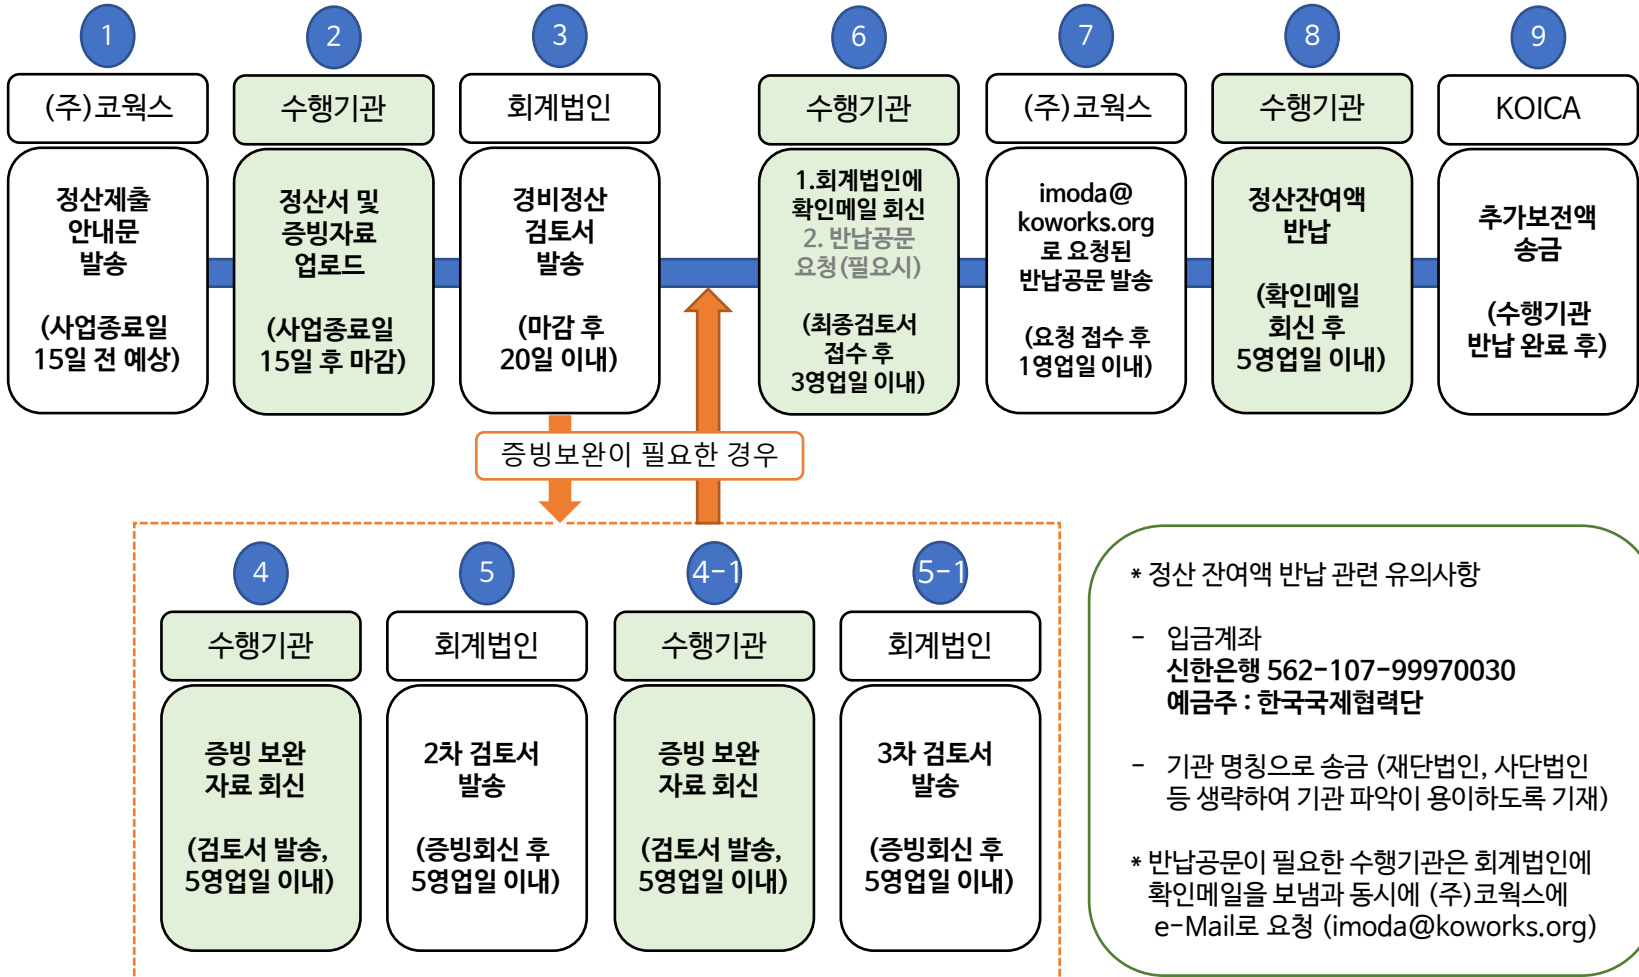 1
(주)코웍스
정산제출
안내문
발송
(사업종료일
15일 전 예상)
2
수행기관
정산서 및
증빙자료
업로드
(사업종료일
15일 후 마감)
3
회계법인
경비정산
검토서
발송
(마감 후
20일 이내)
6
수행기관
1.회계법인에
확인메일 회신
2. 반납공문
요청(필요시)
(최종검토서
접수 후
3영업일 이내)
7
(주)코웍스
imoda@
koworks.org
로 요청된
반납공문 발송
(요청 접수 후
1영업일 이내)
8
수행기관
정산잔여액
반납
(확인메일
회신 후
5영업일 이내)
9
KOICA
추가보전액
송금
(수행기관
반납 완료 후)
증빙보완이 필요한 경우
4
수행기관
증빙 보완
자료 회신
(검토서 발송,
5영업일 이내)
5
회계법인
2차 검토서
발송
(증빙회신 후
5영업일 이내)
4-1
수행기관
증빙 보완
자료 회신
(검토서 발송,
5영업일 이내)
5-1
회계법인
3차 검토서
발송
(증빙회신 후
5영업일 이내)
* 정산 잔여액 반납 관련 유의사항
- 입금계좌
신한은행 562-107-99970030
예금주 : 한국국제협력단
- 기관 명칭으로 송금 (재단법인, 사단법인
등 생략하여 기관 파악이 용이하도록 기재)
* 반납공문이 필요한 수행기관은 회계법인에
확인메일을 보냄과 동시에 (주)코웍스에
e-Mail로 요청 (imoda@koworks.org)